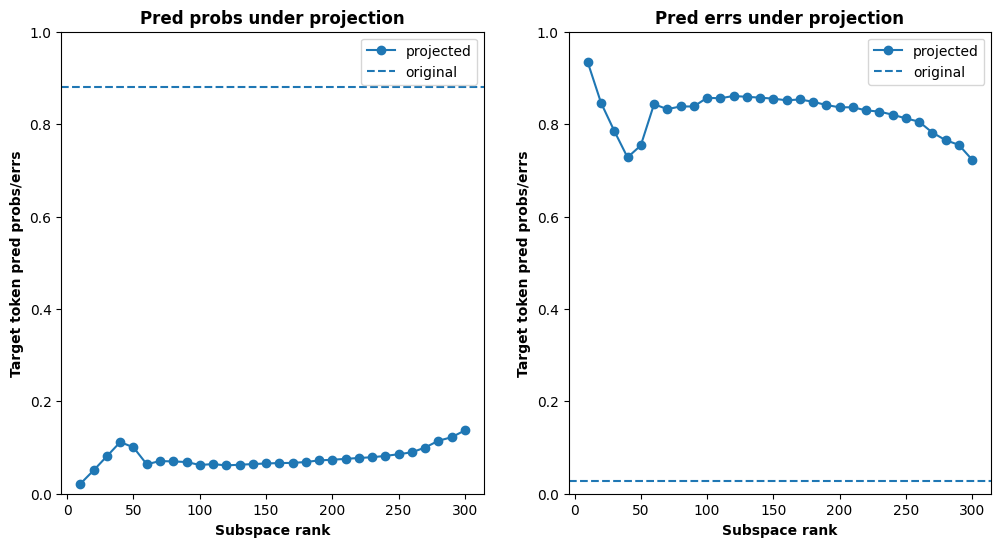 Pred probs under projection
Target token pred probs/errs
1.0
0.8
0.6
0.4
0.2
0.0
projected
original
0 50 100 150 200 250 300
Subspace rank
Pred errs under projection
Target token pred probs/errs
1.0
0.8
0.6
0.4
0.2
0.0
projected
original
0 50 100 150 200 250 300
Subspace rank